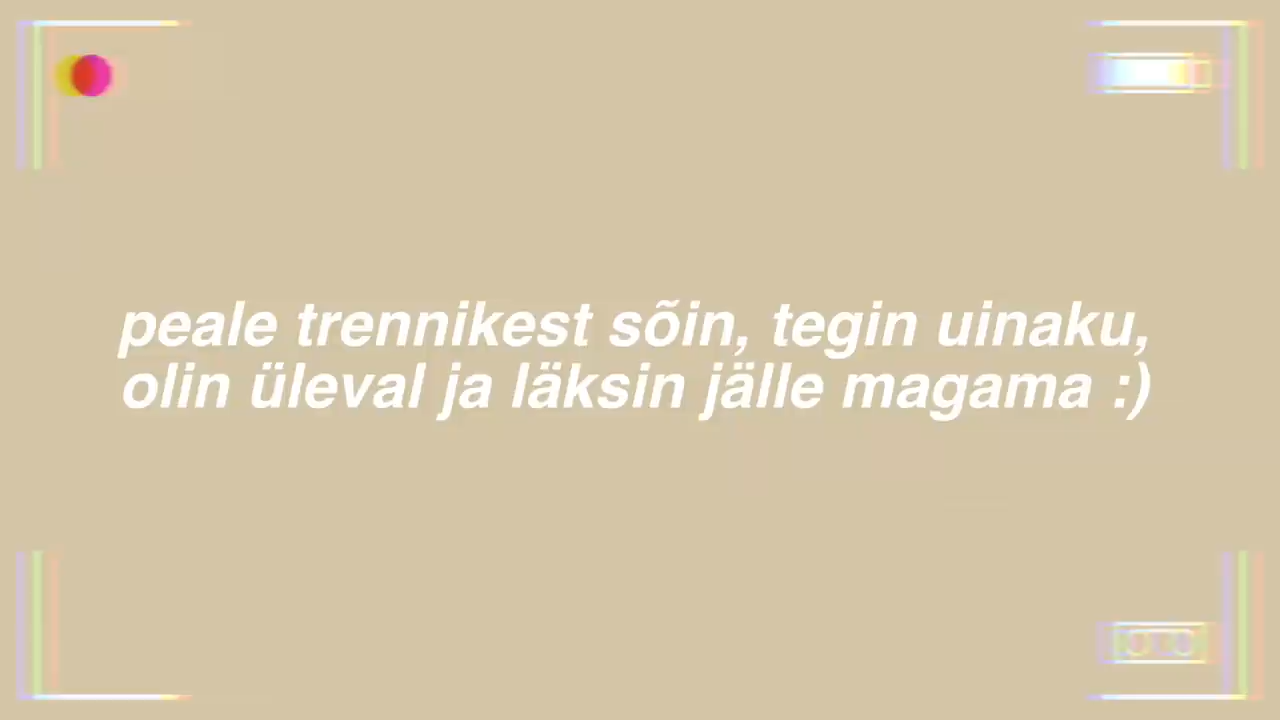 peale trennikest sõin, tegin uinaku,
olin üleval ja läksin jälle magama :)